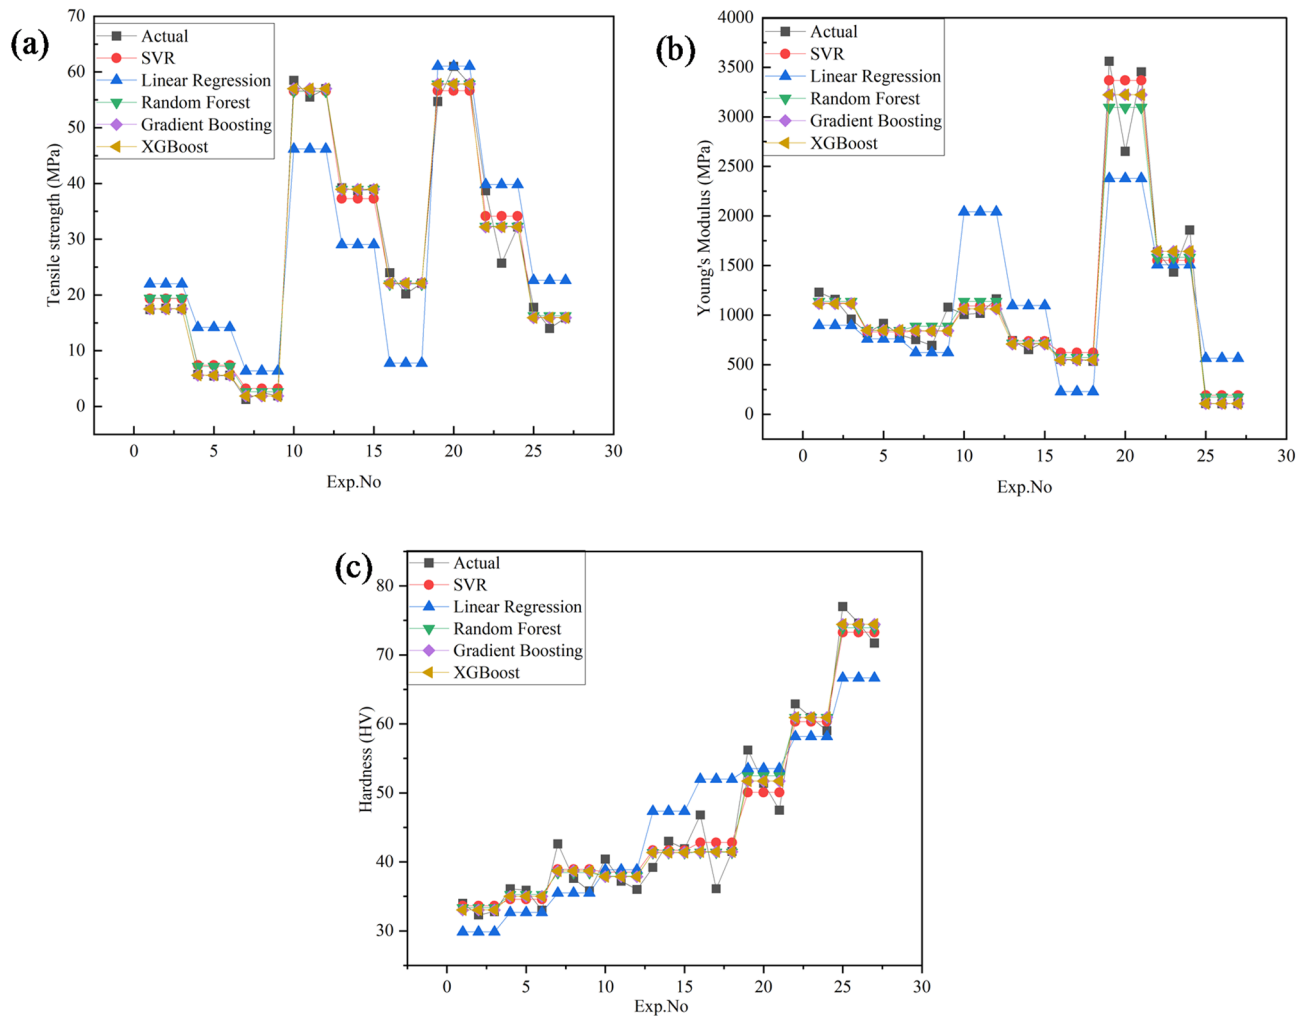 (a)
70
60
50
40
30
20
10
0
Tensile strength (MPa)
Actual
SVR
Linear Regression
Random Forest
Gradient Boosting
XGBoost
0 5 10 15 20 25 30
Exp.No
(b)
4000
3500
3000
2500
2000
1500
1000
500
0
Young's Modulus (MPa)
Actual
SVR
Linear Regression
Random Forest
Gradient Boosting
XGBoost
0 5 10 15 20 25 30
Exp.No
(c)
80
70
60
50
40
30
Hardness (HV)
Actual
SVR
Linear Regression
Random Forest
Gradient Boosting
XGBoost
0 5 10 15 20 25 30
Exp.No